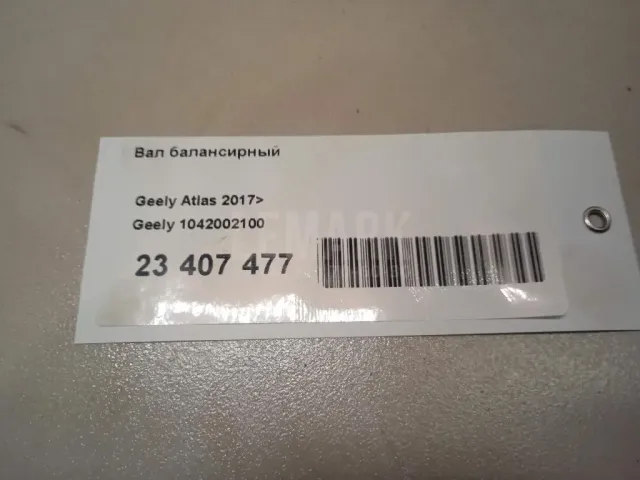 Вал балансирный
Geely Atlas 2017>
Geely 1042002100
23 407 477